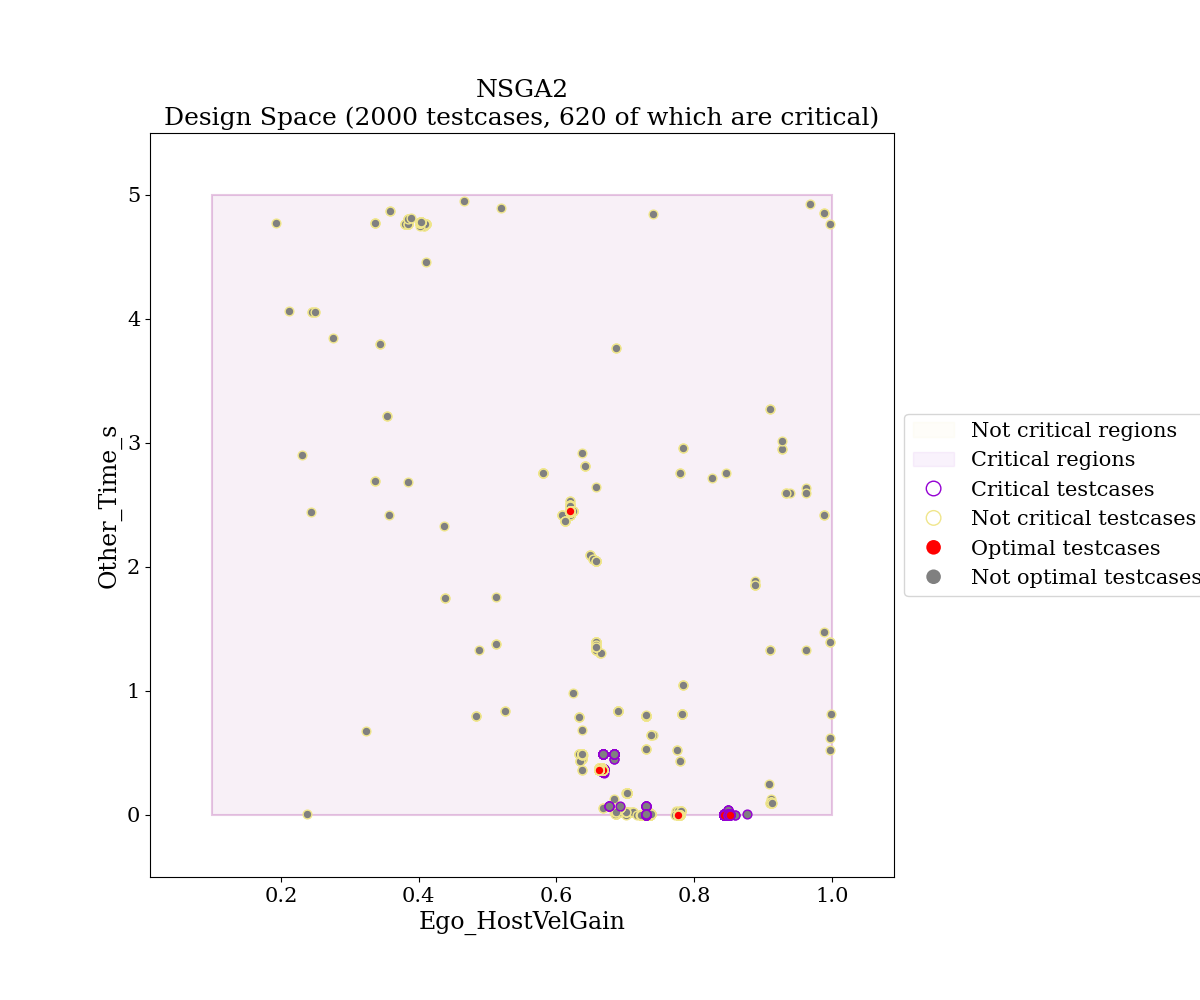 NSGA2
Design Space (2000 testcases, 620 of which are critical)
5
4
3
2
1
0
Other_Time_s
0.2
0.4
0.6
0.8
1.0
Ego_HostVelGain
Not critical regions
Critical regions
Critical testcases
Not critical testcases
Optimal testcases
Not optimal testcases